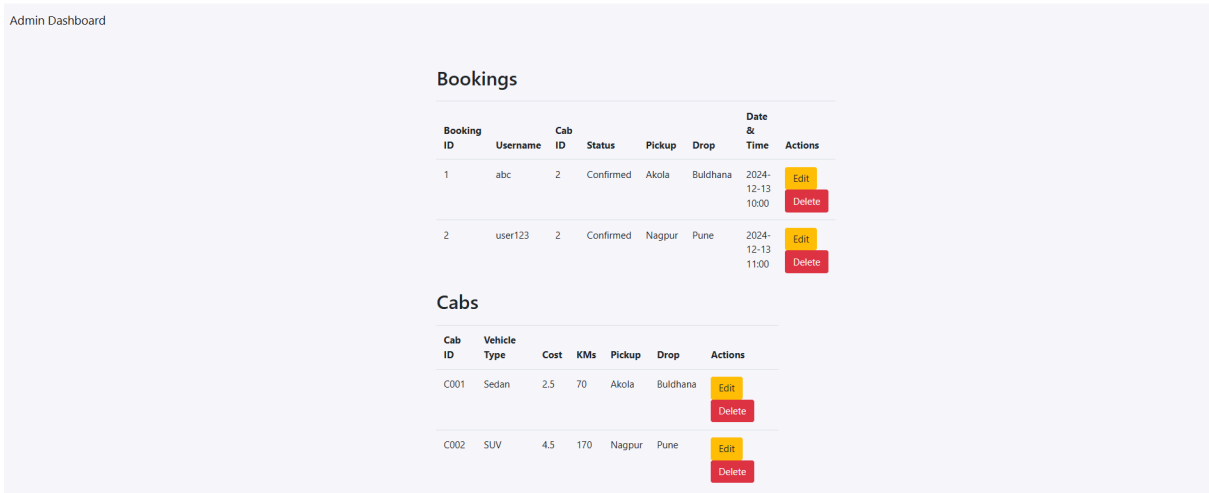 Admin Dashboard
Bookings
Booking ID Username Cab ID Status Pickup Drop Date & Time Actions
1 abc 2 Confirmed Akola Buldhana 2024-12-13 10:00 Edit Delete
2 user123 2 Confirmed Nagpur Pune 2024-12-13 11:00 Edit Delete
Cabs
Cab ID Vehicle Type Cost KMs Pickup Drop Actions
C001 Sedan 2.5 70 Akola Buldhana Edit Delete
C002 SUV 4.5 170 Nagpur Pune Edit Delete